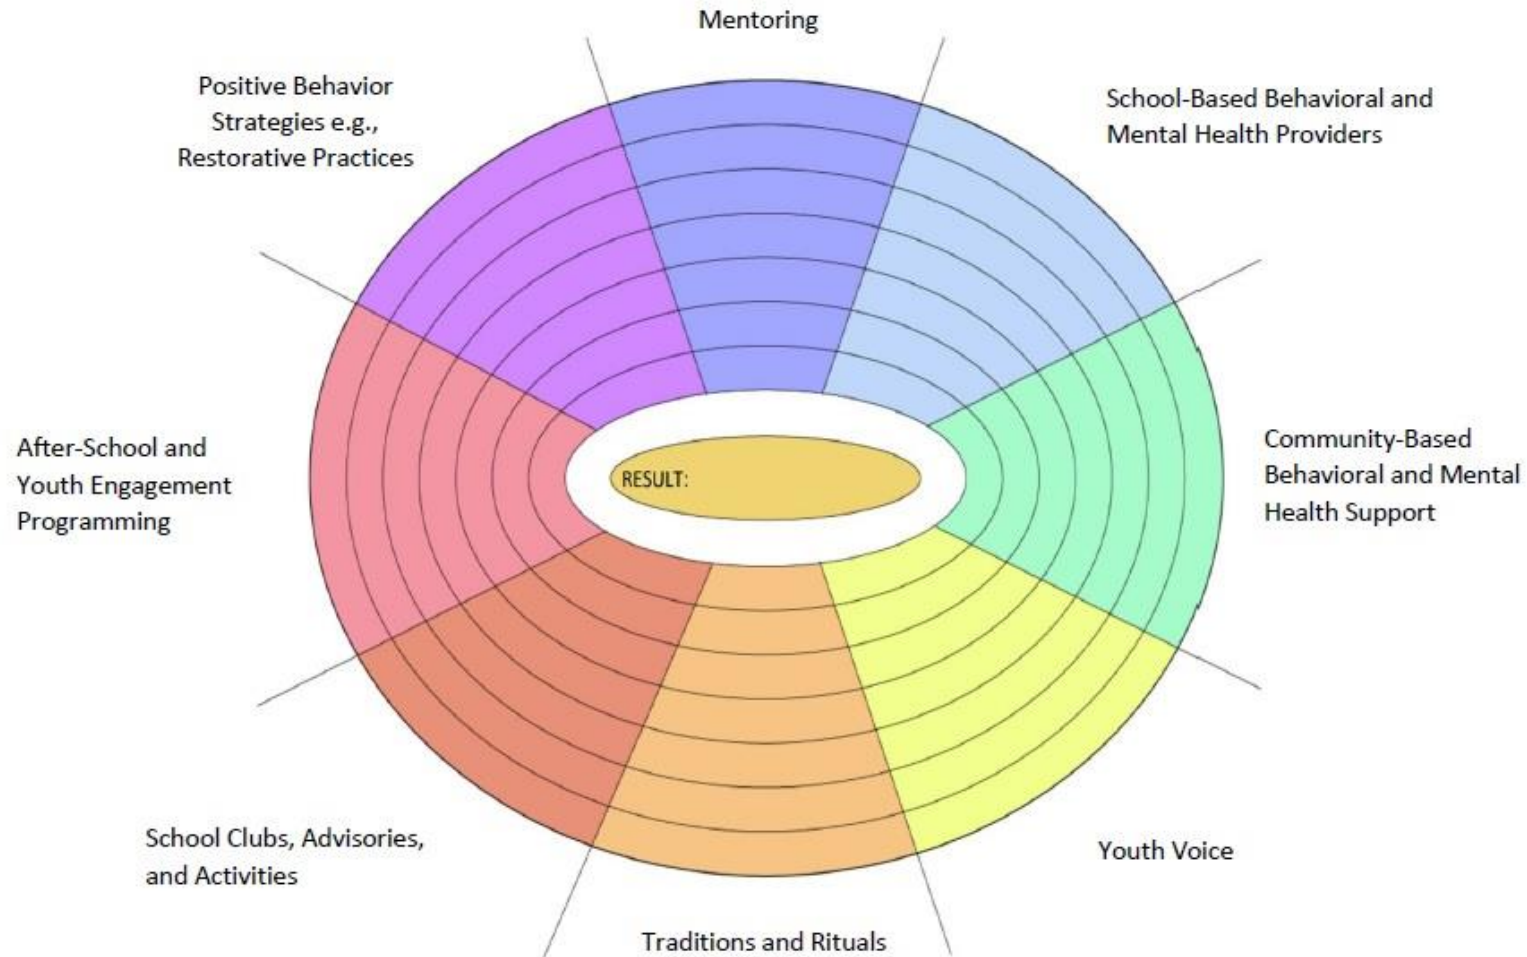 Mentoring
Positive Behavior
Strategies e.g.,
Restorative Practices
School-Based Behavioral and
Mental Health Providers
After-School and
Youth Engagement
Programming
RESULT:
Community-Based
Behavioral and Mental
Health Support
School Clubs, Advisories,
and Activities
Youth Voice
Traditions and Rituals